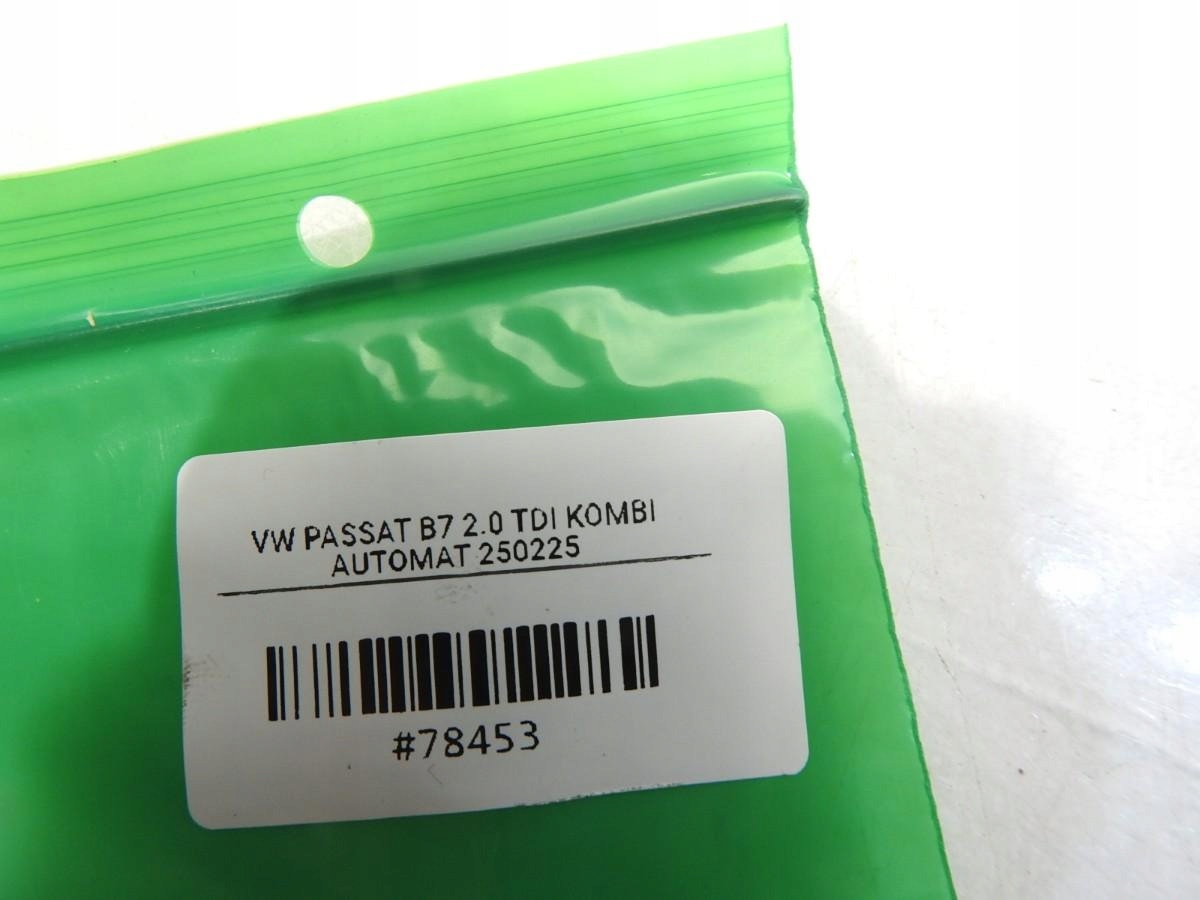 VW PASSAT B7 2.0 TDI KOMBI
AUTOMAT 250225
#78453